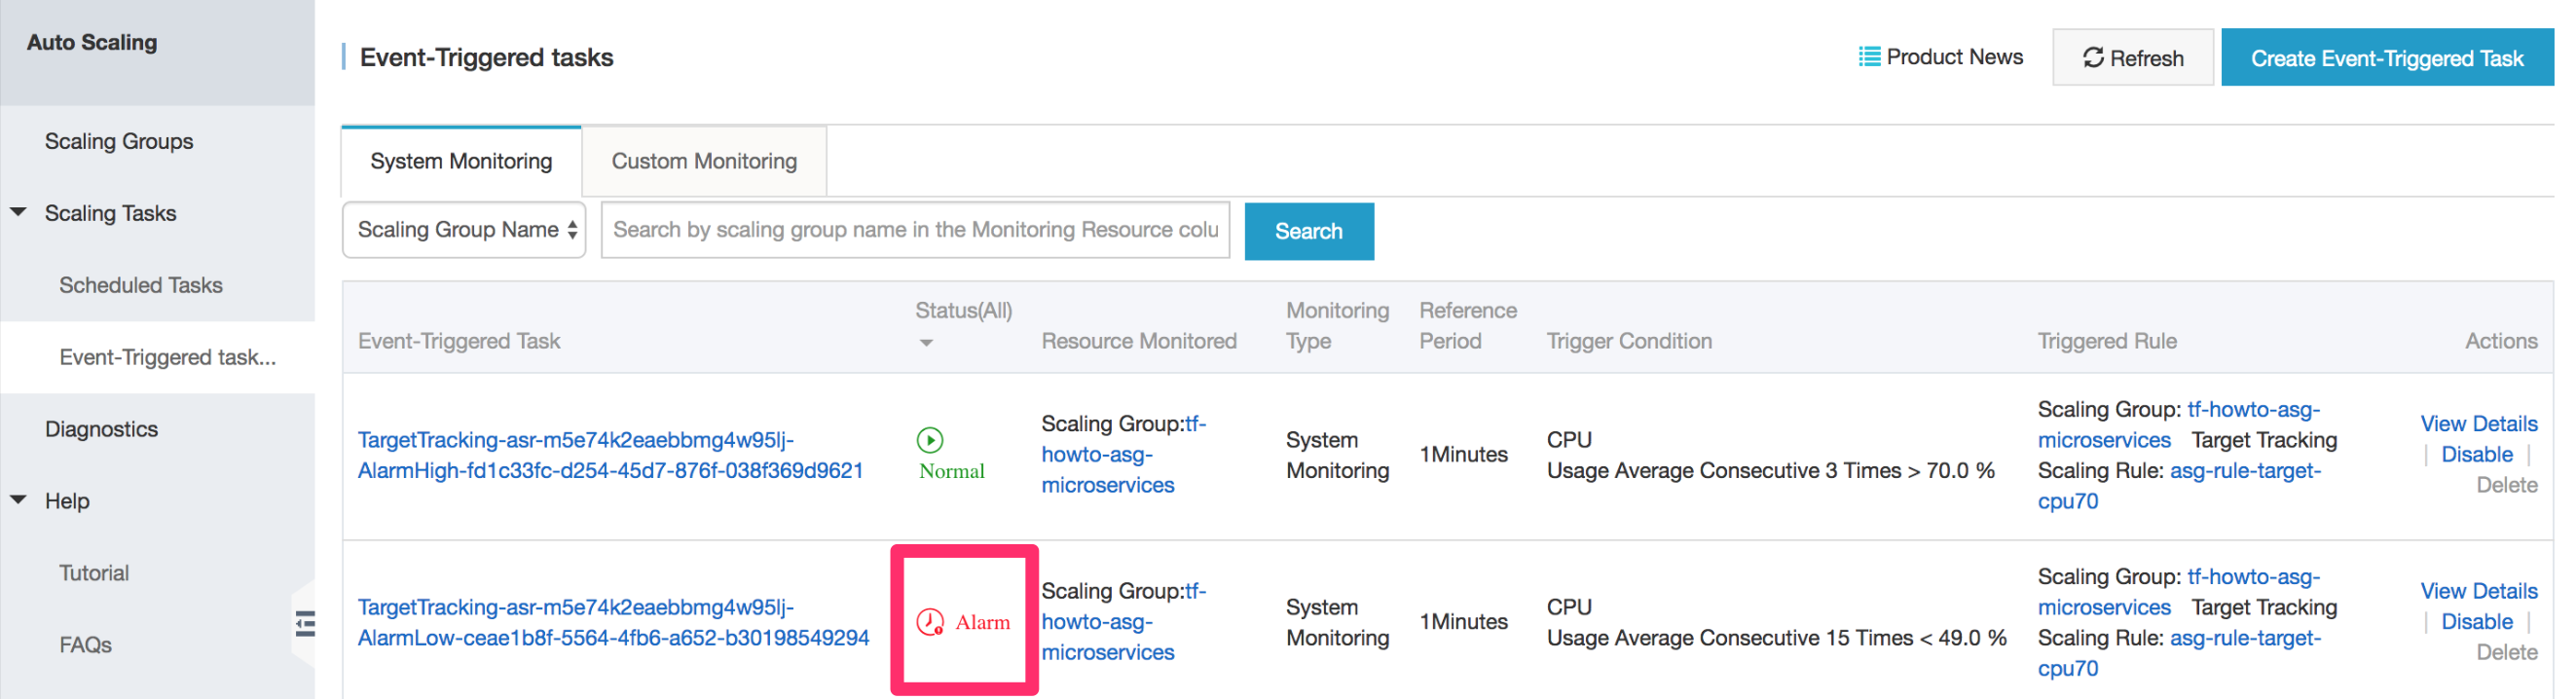 Auto Scaling
Scaling Groups
Scaling Tasks
Scheduled Tasks
Event-Triggered task...
Diagnostics
Help
Tutorial
FAQs
Event-Triggered tasks
Product News
Refresh
Create Event-Triggered Task
System Monitoring
Custom Monitoring
Scaling Group Name
Search by scaling group name in the Monitoring Resource colu
Search
Event-Triggered Task
Status(All)
Resource Monitored
Monitoring
Type
Reference
Period
Trigger Condition
Triggered Rule
Actions
TargetTracking-asr-m5e74k2eaebbmg4w95lj-
AlarmHigh-fd1c33fc-d254-45d7-876f-038f369d9621
Normal
Scaling Group:tf-
howto-asg-
microservices
System
Monitoring
1Minutes
CPU
Usage Average Consecutive 3 Times > 70.0 %
Scaling Group: tf-howto-asg-
microservices Target Tracking
Scaling Rule: asg-rule-target-
cpu70
View Details
| Disable |
Delete
TargetTracking-asr-m5e74k2eaebbmg4w95lj-
AlarmLow-ceae1b8f-5564-4fb6-a652-b30198549294
Alarm
Scaling Group:tf-
howto-asg-
microservices
System
Monitoring
1Minutes
CPU
Usage Average Consecutive 15 Times < 49.0 %
Scaling Group: tf-howto-asg-
microservices Target Tracking
Scaling Rule: asg-rule-target-
cpu70
View Details
| Disable |
Delete